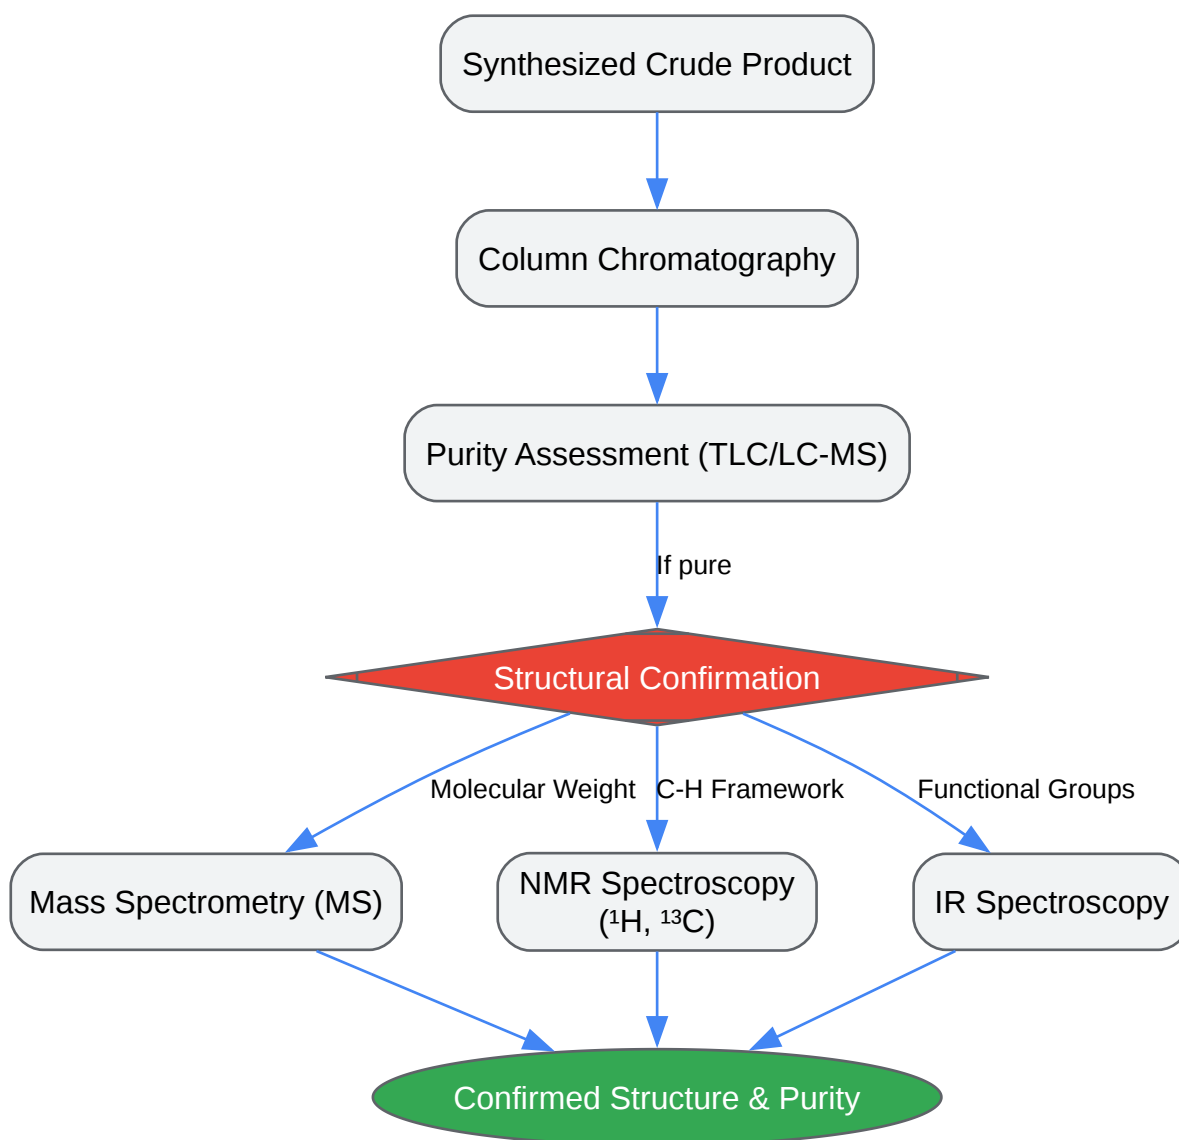 Synthesized Crude Product
Column Chromatography
Purity Assessment (TLC/LC-MS)
If pure
Structural Confirmation
Molecular Weight
C-H Framework
Functional Groups
Mass Spectrometry (MS)
NMR Spectroscopy
(¹H, ¹³C)
IR Spectroscopy
Confirmed Structure & Purity